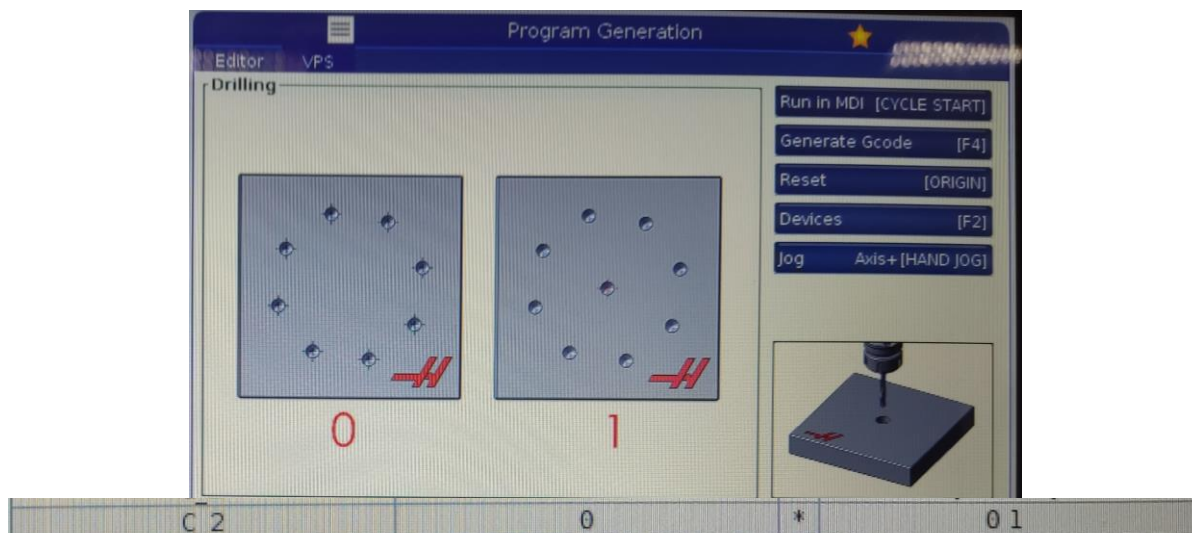 Program Generation
Editor VPS
Drilling
Run in MDI [CYCLE START]
Generate Gcode [F4]
Reset [ORIGIN]
Devices [F2]
Jog Axis+[HAND JOG]
0 1
C 2 0 * 0 1